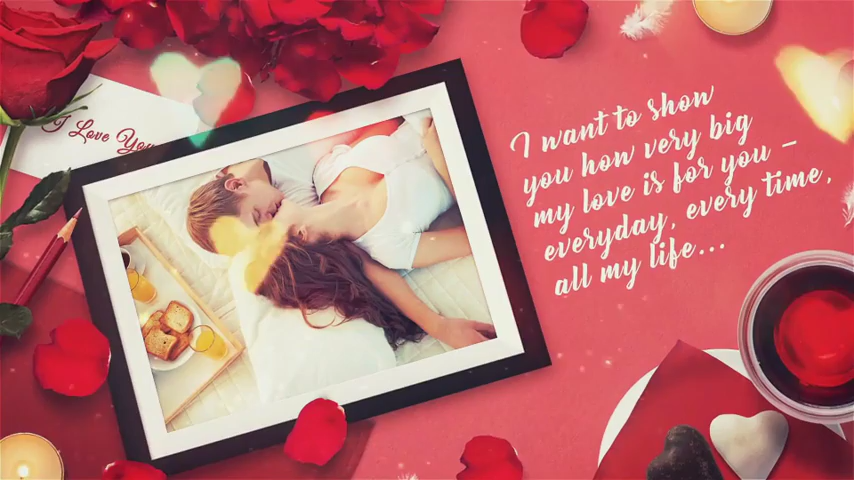 I Love You
I want to show
you how very big
my love is for you –
everyday, every time,
all my life...